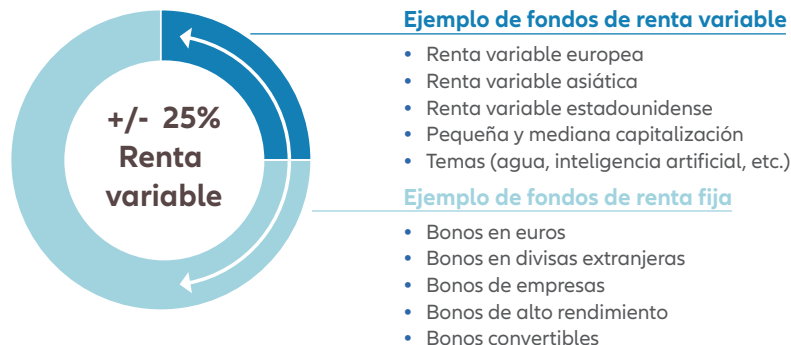 +/- 25%
Renta
variable
Ejemplo de fondos de renta variable
• Renta variable europea
• Renta variable asiática
• Renta variable estadounidense
• Pequeña y mediana capitalización
• Temas (agua, inteligencia artificial, etc.)
Ejemplo de fondos de renta fija
• Bonos en euros
• Bonos en divisas extranjeras
• Bonos de empresas
• Bonos de alto rendimiento
• Bonos convertibles